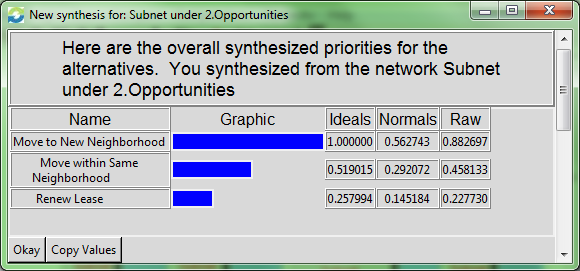 New synthesis for: Subnet under 2.Opportunities
Here are the overall synthesized priorities for the
alternatives. You synthesized from the network Subnet
under 2.Opportunities
Name Graphic Ideals Normals Raw
Move to New Neighborhood 1.000000 0.562743 0.882697
Move within Same
Neighborhood 0.519015 0.292072 0.458133
Renew Lease 0.257994 0.145184 0.227730
Okay Copy Values